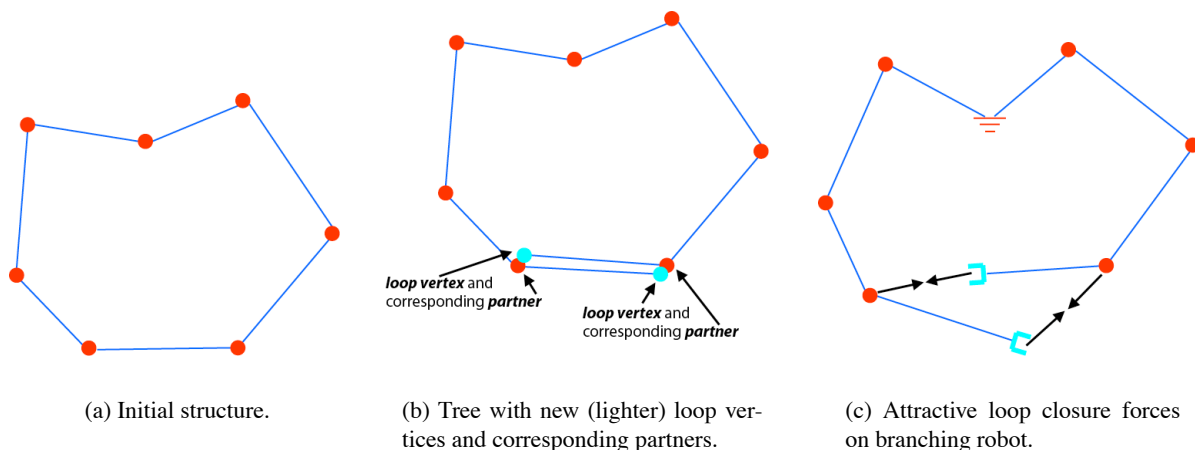 loop vertex and
corresponding partner
loop vertex and
corresponding partner
(a) Initial structure.
(b) Tree with new (lighter) loop ver-
tices and corresponding partners.
(c) Attractive loop closure forces
on branching robot.